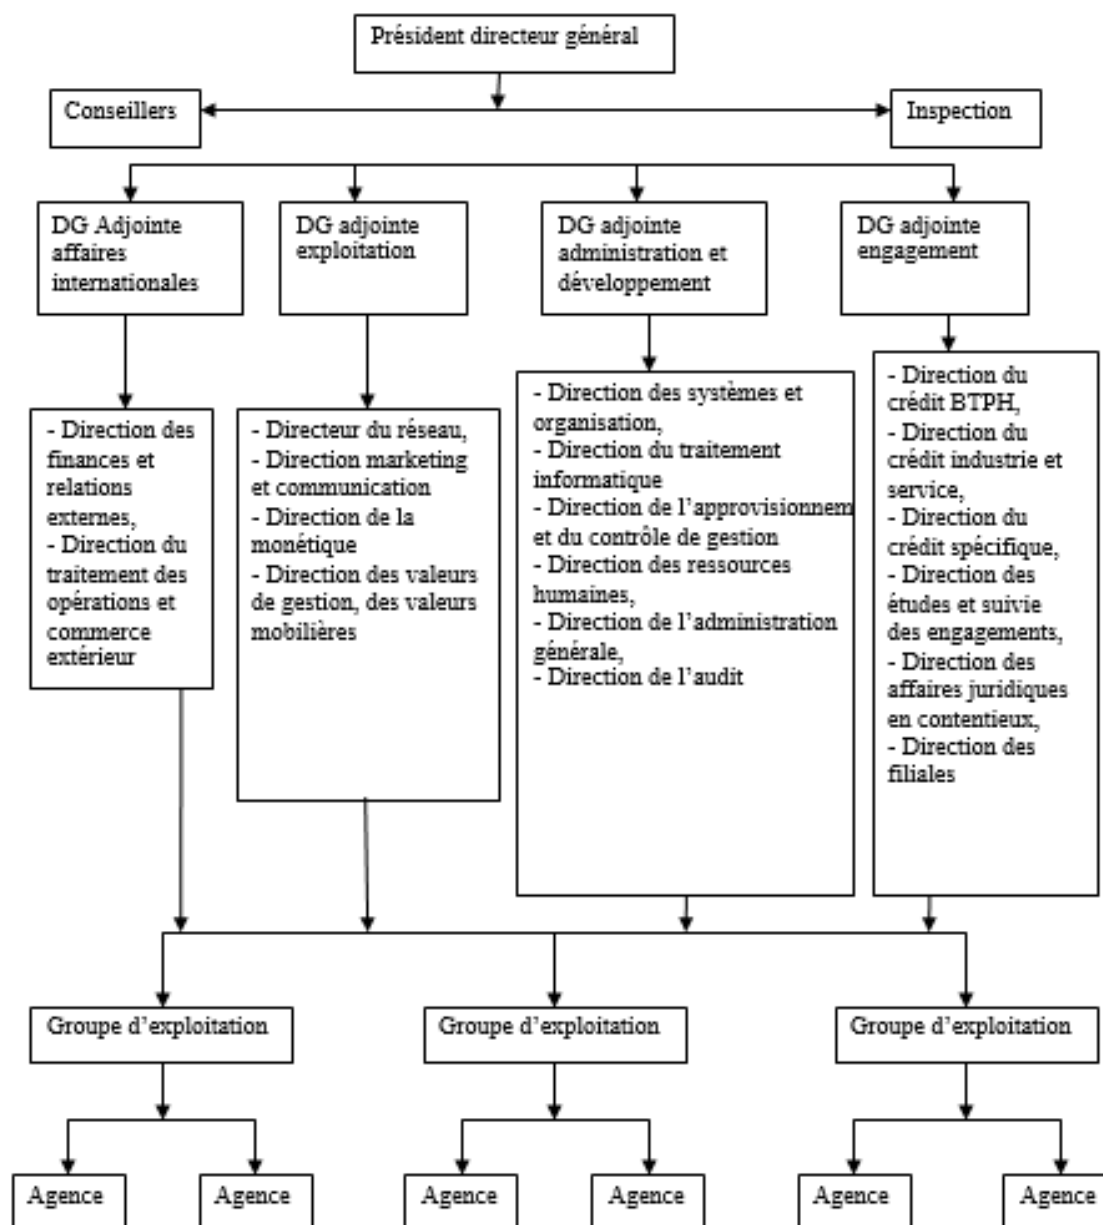 Président directeur général
Conseillers
Inspection
DG Adjointe
affaires
internationales
DG adjointe
exploitation
DG adjointe
administration et
développement
DG adjointe
engagement
- Direction des
finances et
relations
externes,
- Direction du
traitement des
opérations et
commerce
extérieur
- Directeur du réseau,
- Direction marketing
et communication
- Direction de la
monétique
- Direction des valeurs
de gestion, des valeurs
mobilières
- Direction des systèmes et
organisation,
- Direction du traitement
informatique
- Direction de l’approvisionnem
et du contrôle de gestion
- Direction des ressources
humaines,
- Direction de l’administration
générale,
- Direction de l’audit
- Direction du
crédit BTPH,
- Direction du
crédit industrie et
service,
- Direction du
crédit spécifique,
- Direction des
études et suivie
des engagements,
- Direction des
affaires juridiques
en contentieux,
- Direction des
filiales
Groupe d’exploitation
Groupe d’exploitation
Groupe d’exploitation
Agence
Agence
Agence
Agence
Agence
Agence